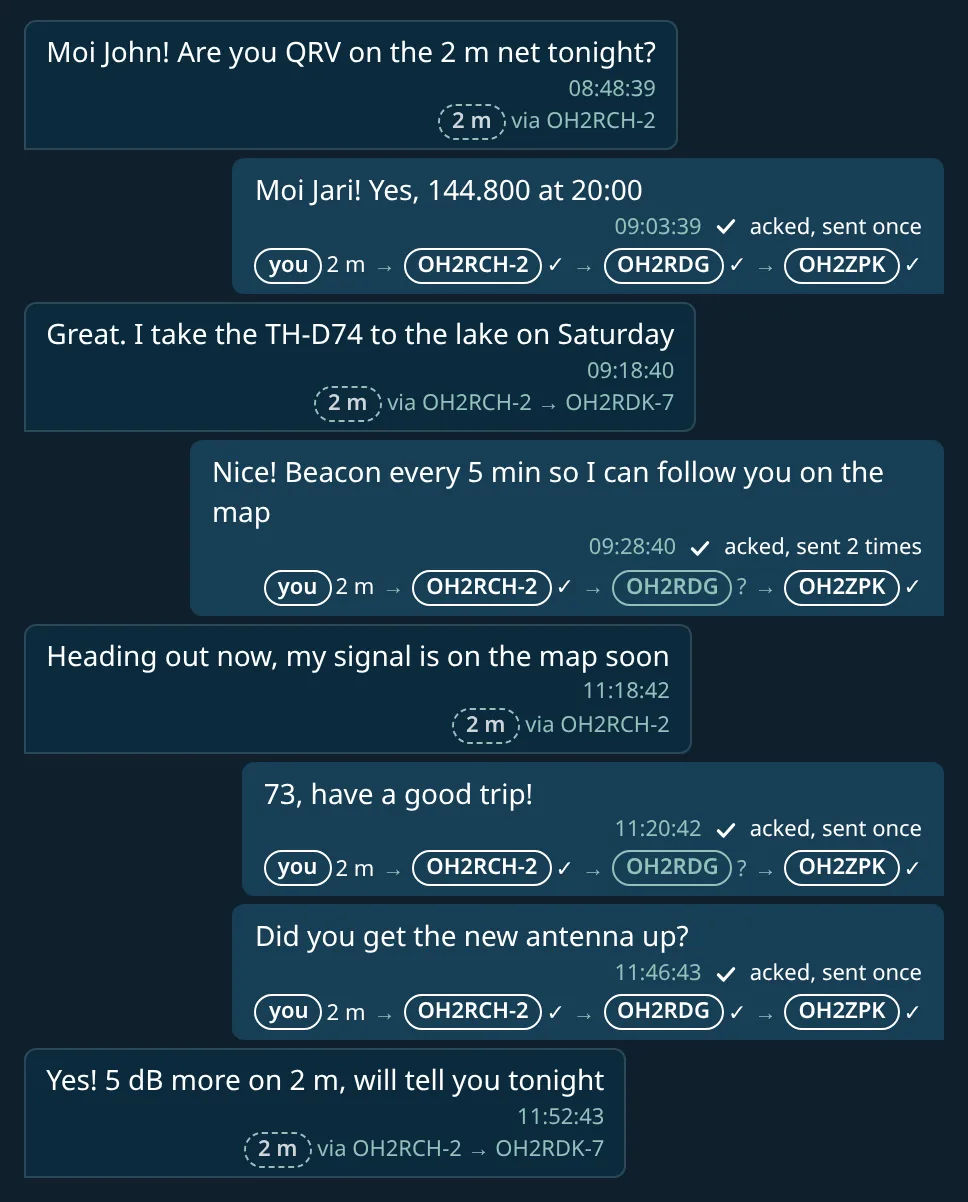 Moi John! Are you QRV on the 2 m net tonight?
08:48:39
2 m via OH2RCH-2
Moi Jari! Yes, 144.800 at 20:00
09:03:39 ✓ acked, sent once
you 2 m → OH2RCH-2 ✓ → OH2RDG ✓ → OH2ZPK ✓
Great. I take the TH-D74 to the lake on Saturday
09:18:40
2 m via OH2RCH-2 → OH2RDK-7
Nice! Beacon every 5 min so I can follow you on the
map
09:28:40 ✓ acked, sent 2 times
you 2 m → OH2RCH-2 ✓ → OH2RDG ? → OH2ZPK ✓
Heading out now, my signal is on the map soon
11:18:42
2 m via OH2RCH-2
73, have a good trip!
11:20:42 ✓ acked, sent once
you 2 m → OH2RCH-2 ✓ → OH2RDG ? → OH2ZPK ✓
Did you get the new antenna up?
11:46:43 ✓ acked, sent once
you 2 m → OH2RCH-2 ✓ → OH2RDG ✓ → OH2ZPK ✓
Yes! 5 dB more on 2 m, will tell you tonight
11:52:43
2 m via OH2RCH-2 → OH2RDK-7